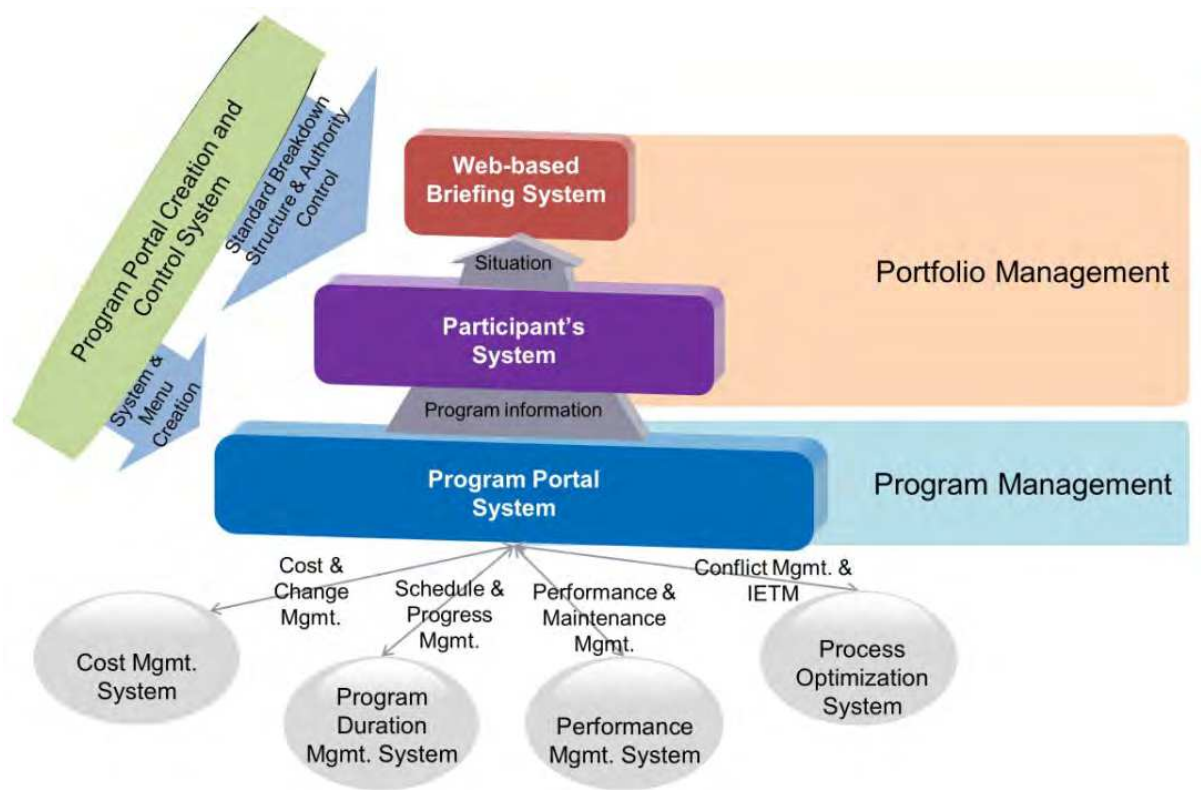 Program Portal Creation and
Control System
Standard Breakdown
Structure & Authority
Control
System &
Menu
Creation
Web-based
Briefing System
Situation
Participant's
System
Program information
Program Portal
System
Portfolio Management
Program Management
Cost &
Change
Mgmt.
Schedule &
Progress
Mgmt.
Performance &
Maintenance
Mgmt.
Conflict Mgmt. &
IETM
Cost Mgmt.
System
Program
Duration
Mgmt. System
Performance
Mgmt. System
Process
Optimization
System